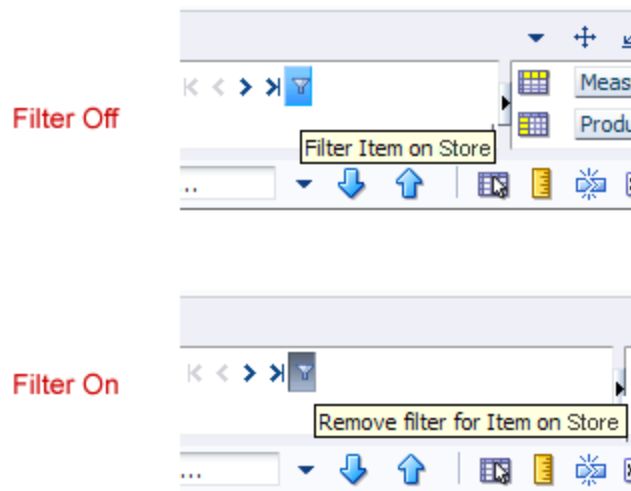 Meas
Filter Off
Produ
Filter Item on Store
..
Filter On
Remove filter for Item on Store
...